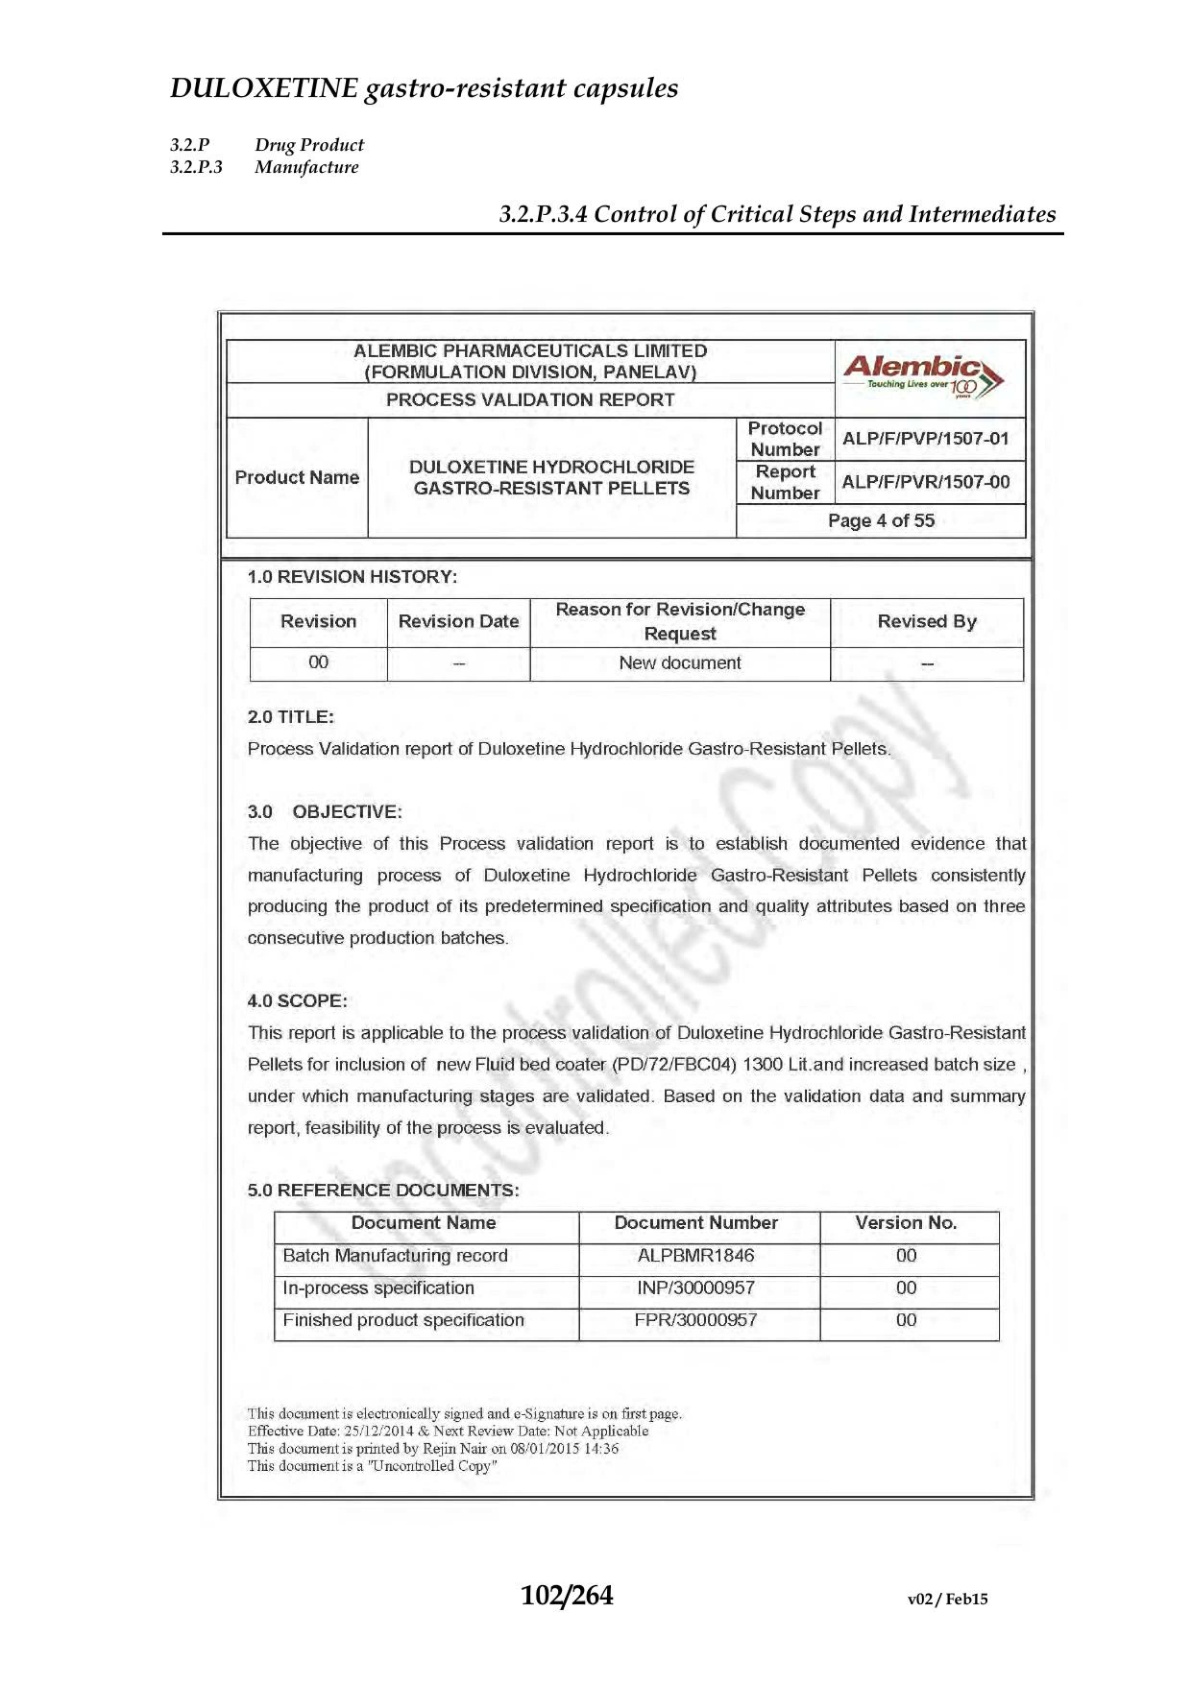 DULOXETINE gastro-resistant capsules
3.2.P Drug Product
3.2.P.3 Manufacture
3.2.P.3.4 Control of Critical Steps and Intermediates
ALEMBIC PHARMACEUTICALS LIMITED
(FORMULATION DIVISION, PANELAV)
PROCESS VALIDATION REPORT
Alembic
Touching Lives over 100
years
Product Name
DULOXETINE HYDROCHLORIDE
GASTRO-RESISTANT PELLETS
Protocol
Number
ALP/F/PVP/1507-01
Report
Number
ALP/F/PVR/1507-00
Page 4 of 55
1.0 REVISION HISTORY:
Revision Revision Date Reason for Revision/Change Revised By
Request
00 -- New document --
2.0 TITLE:
Process Validation report of Duloxetine Hydrochloride Gastro-Resistant Pellets.
3.0 OBJECTIVE:
The objective of this Process validation report is to establish documented evidence that
manufacturing process of Duloxetine Hydrochloride Gastro-Resistant Pellets consistently
producing the product of its predetermined specification and quality attributes based on three
consecutive production batches.
4.0 SCOPE:
This report is applicable to the process validation of Duloxetine Hydrochloride Gastro-Resistant
Pellets for inclusion of new Fluid bed coater (PD/72/FBC04) 1300 Lit.and increased batch size ,
under which manufacturing stages are validated. Based on the validation data and summary
report, feasibility of the process is evaluated.
5.0 REFERENCE DOCUMENTS:
Document Name Document Number Version No.
Batch Manufacturing record ALPBMR1846 00
In-process specification INP/30000957 00
Finished product specification FPR/30000957 00
Uncontrolled Copy
This document is electronically signed and e-Signature is on first page.
Effective Date: 25/12/2014 & Next Review Date: Not Applicable
This document is printed by Rejin Nair on 08/01/2015 14:36
This document is a "Uncontrolled Copy"
102/264
v02 / Feb15